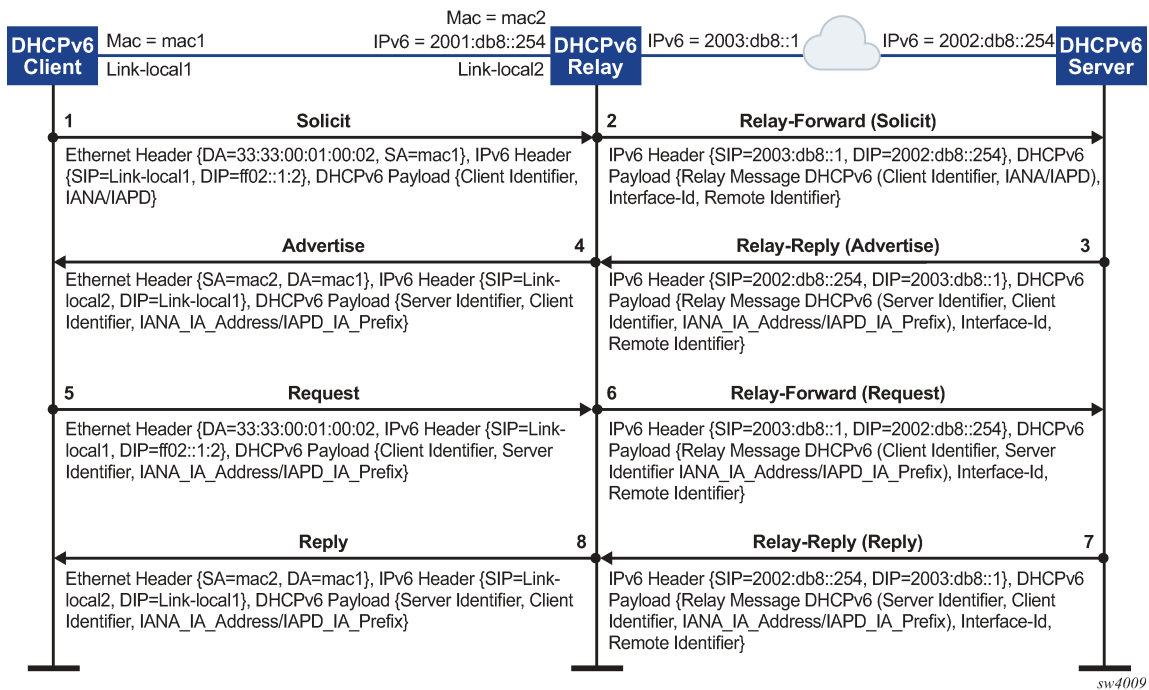 Mac = mac2
DHCPv6
Client
Mac = mac1
IPv6 = 2001:db8::254
DHCPv6
Relay
IPv6 = 2003:db8::1
IPv6 = 2002:db8::254
DHCPv6
Server
Link-local1
Link-local2
1
Solicit
2
Relay-Forward (Solicit)
Ethernet Header {DA=33:33:00:01:00:02, SA=mac1}, IPv6 Header
{SIP=Link-local1, DIP=ff02::1:2}, DHCPv6 Payload {Client Identifier,
IANA/IAPD}
IPv6 Header {SIP=2003:db8::1, DIP=2002:db8::254}, DHCPv6
Payload {Relay Message DHCPv6 (Client Identifier, IANA/IAPD),
Interface-Id, Remote Identifier}
Advertise
4
Relay-Reply (Advertise)
3
Ethernet Header {SA=mac2, DA=mac1}, IPv6 Header {SIP=Link-
local2, DIP=Link-local1}, DHCPv6 Payload {Server Identifier, Client
Identifier, IANA_IA_Address/IAPD_IA_Prefix}
IPv6 Header {SIP=2002:db8::254, DIP=2003:db8::1}, DHCPv6
Payload {Relay Message DHCPv6 (Server Identifier, Client
Identifier, IANA_IA_Address/IAPD_IA_Prefix), Interface-Id,
Remote Identifier}
5
Request
6
Relay-Forward (Request)
Ethernet Header {DA=33:33:00:01:00:02, IPv6 Header {SIP=Link-
local1, DIP=ff02::1:2}, DHCPv6 Payload {Client Identifier, Server
Identifier, IANA_IA_Address/IAPD_IA_Prefix}
IPv6 Header {SIP=2003:db8::1, DIP=2002:db8::254}, DHCPv6
Payload {Relay Message DHCPv6 (Client Identifier, Server
Identifier IANA_IA_Address/IAPD_IA_Prefix), Interface-Id,
Remote Identifier}
Reply
8
Relay-Reply (Reply)
7
Ethernet Header {SA=mac2, DA=mac1}, IPv6 Header {SIP=Link-
local2, DIP=Link-local1}, DHCPv6 Payload {Server Identifier, Client
Identifier, IANA_IA_Address/IAPD_IA_Prefix}
IPv6 Header {SIP=2002:db8::254, DIP=2003:db8::1}, DHCPv6
Payload {Relay Message DHCPv6 (Server Identifier, Client
Identifier, IANA_IA_Address/IAPD_IA_Prefix), Interface-Id,
Remote Identifier}
sw4009